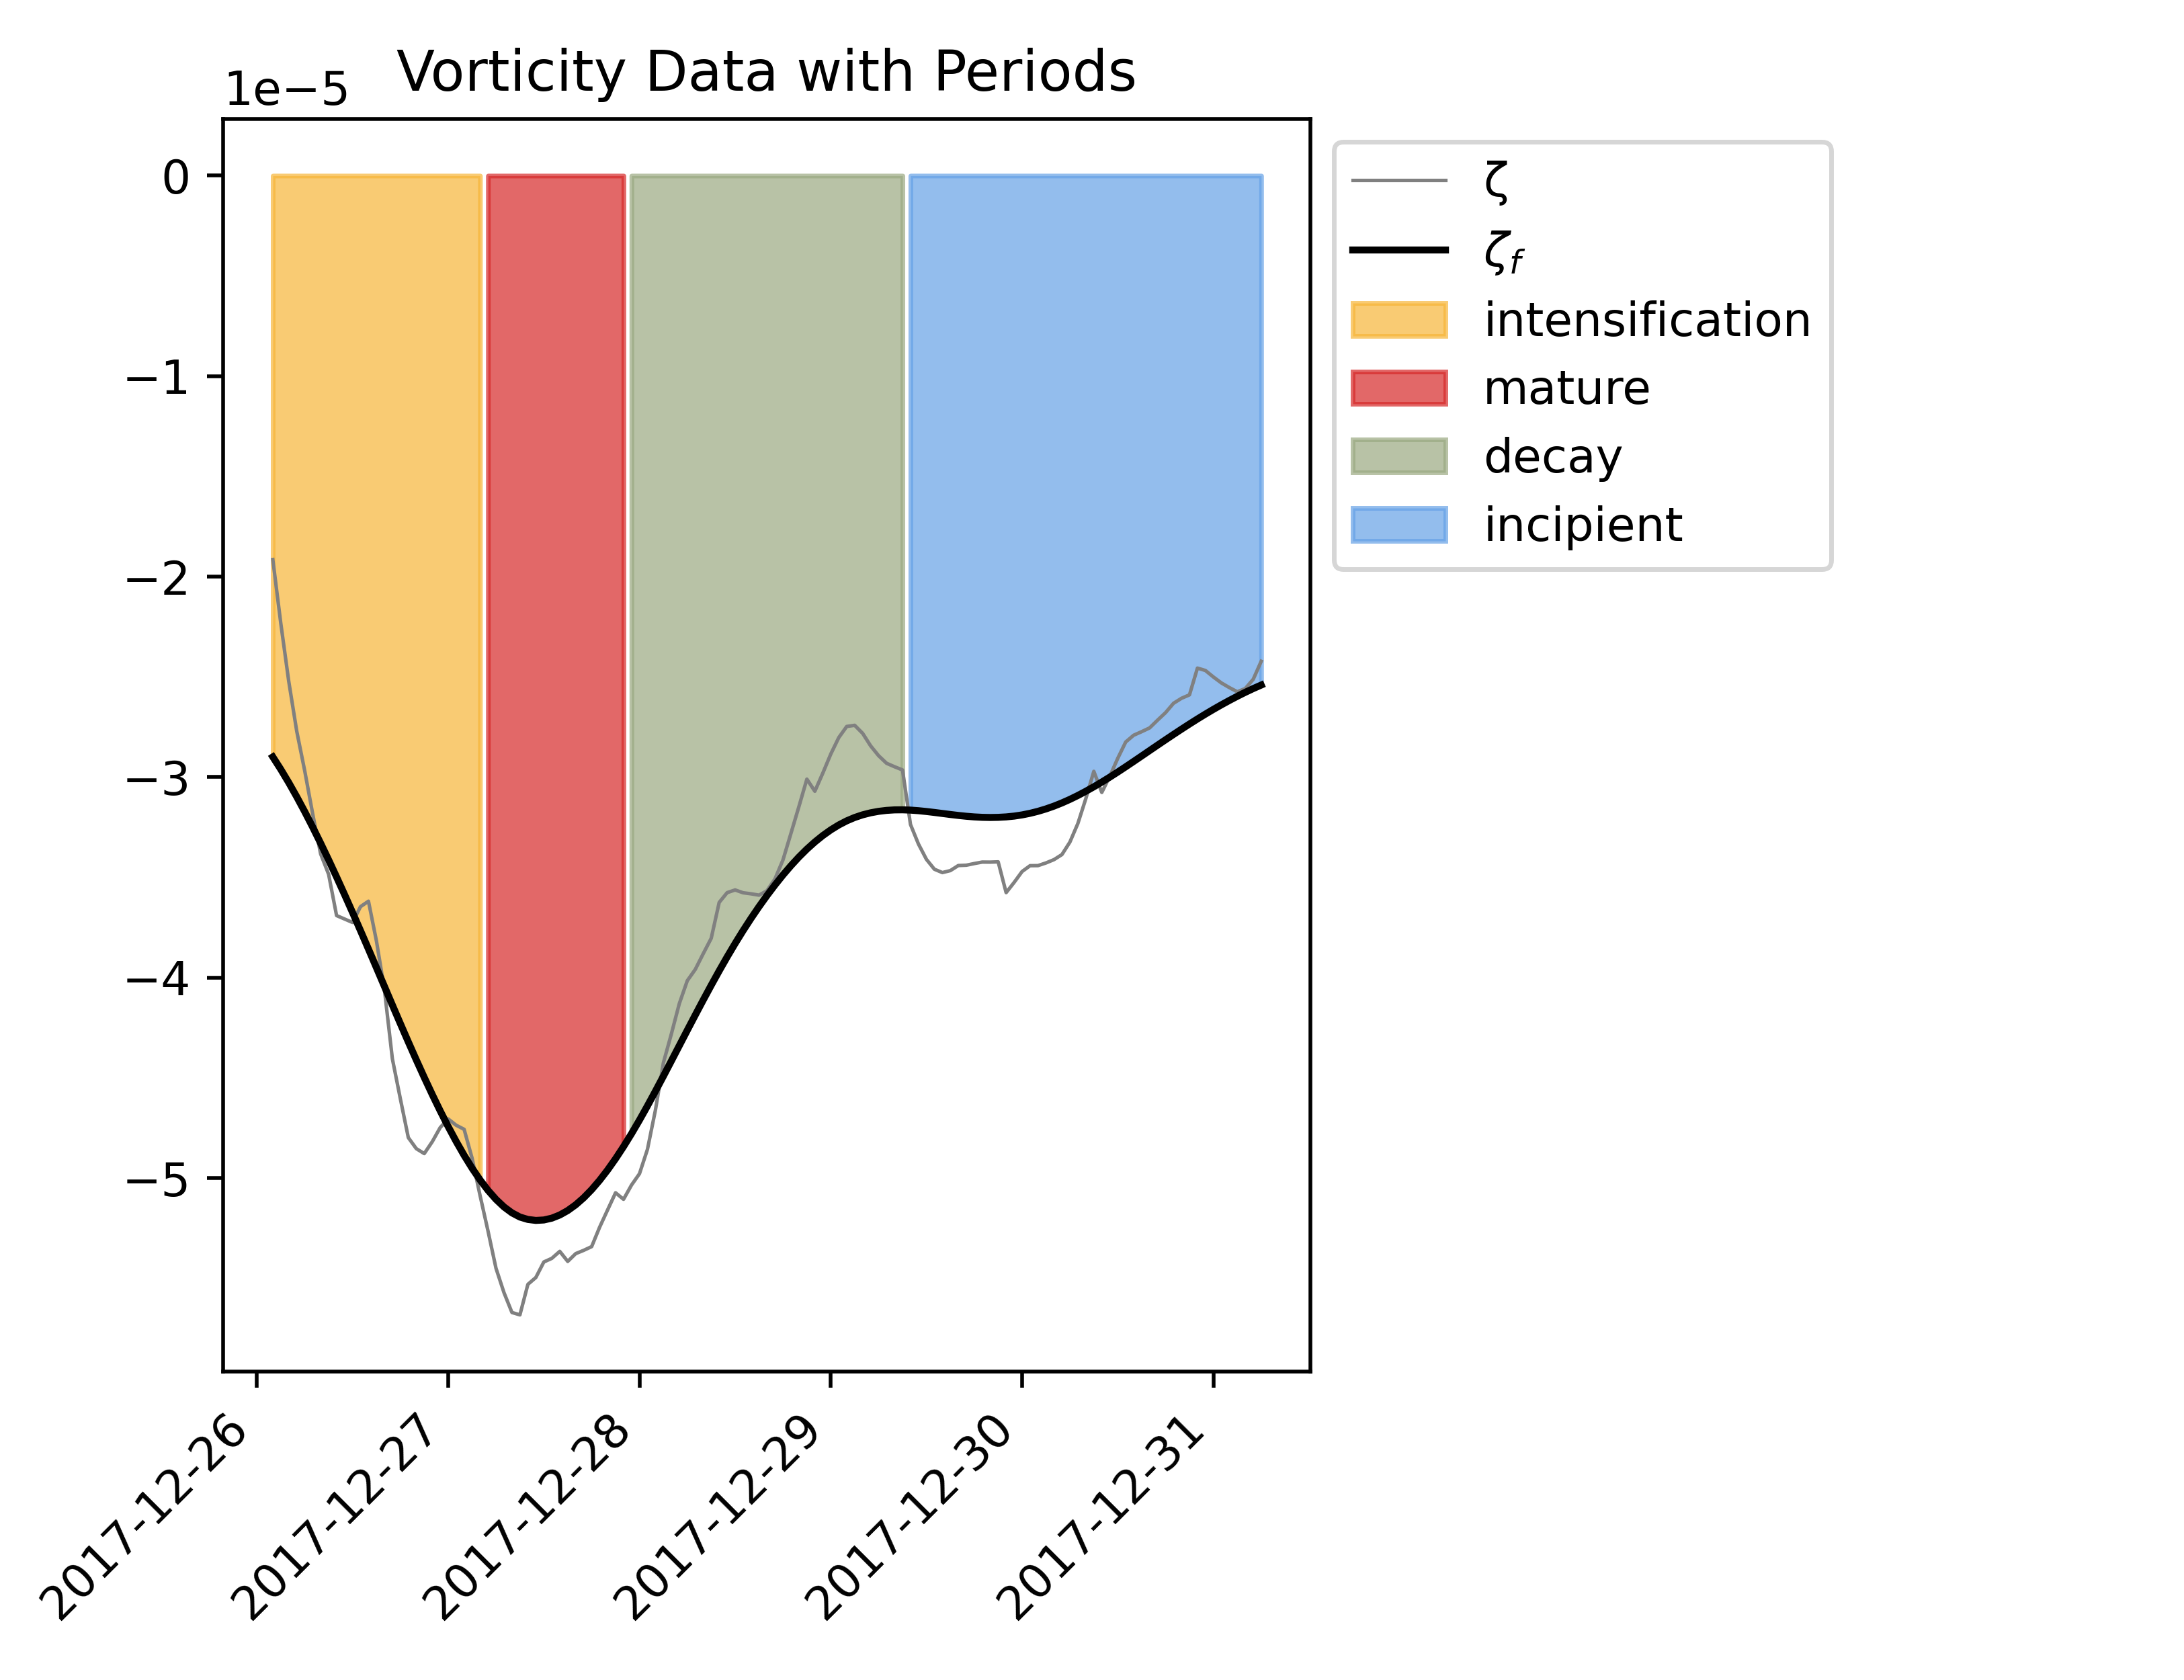 Vorticity Data with Periods
1e−5
0
−1
−2
−3
−4
−5
2017-12-26
2017-12-27
2017-12-28
2017-12-29
2017-12-30
2017-12-31
ζ
ζf
intensification
mature
decay
incipient